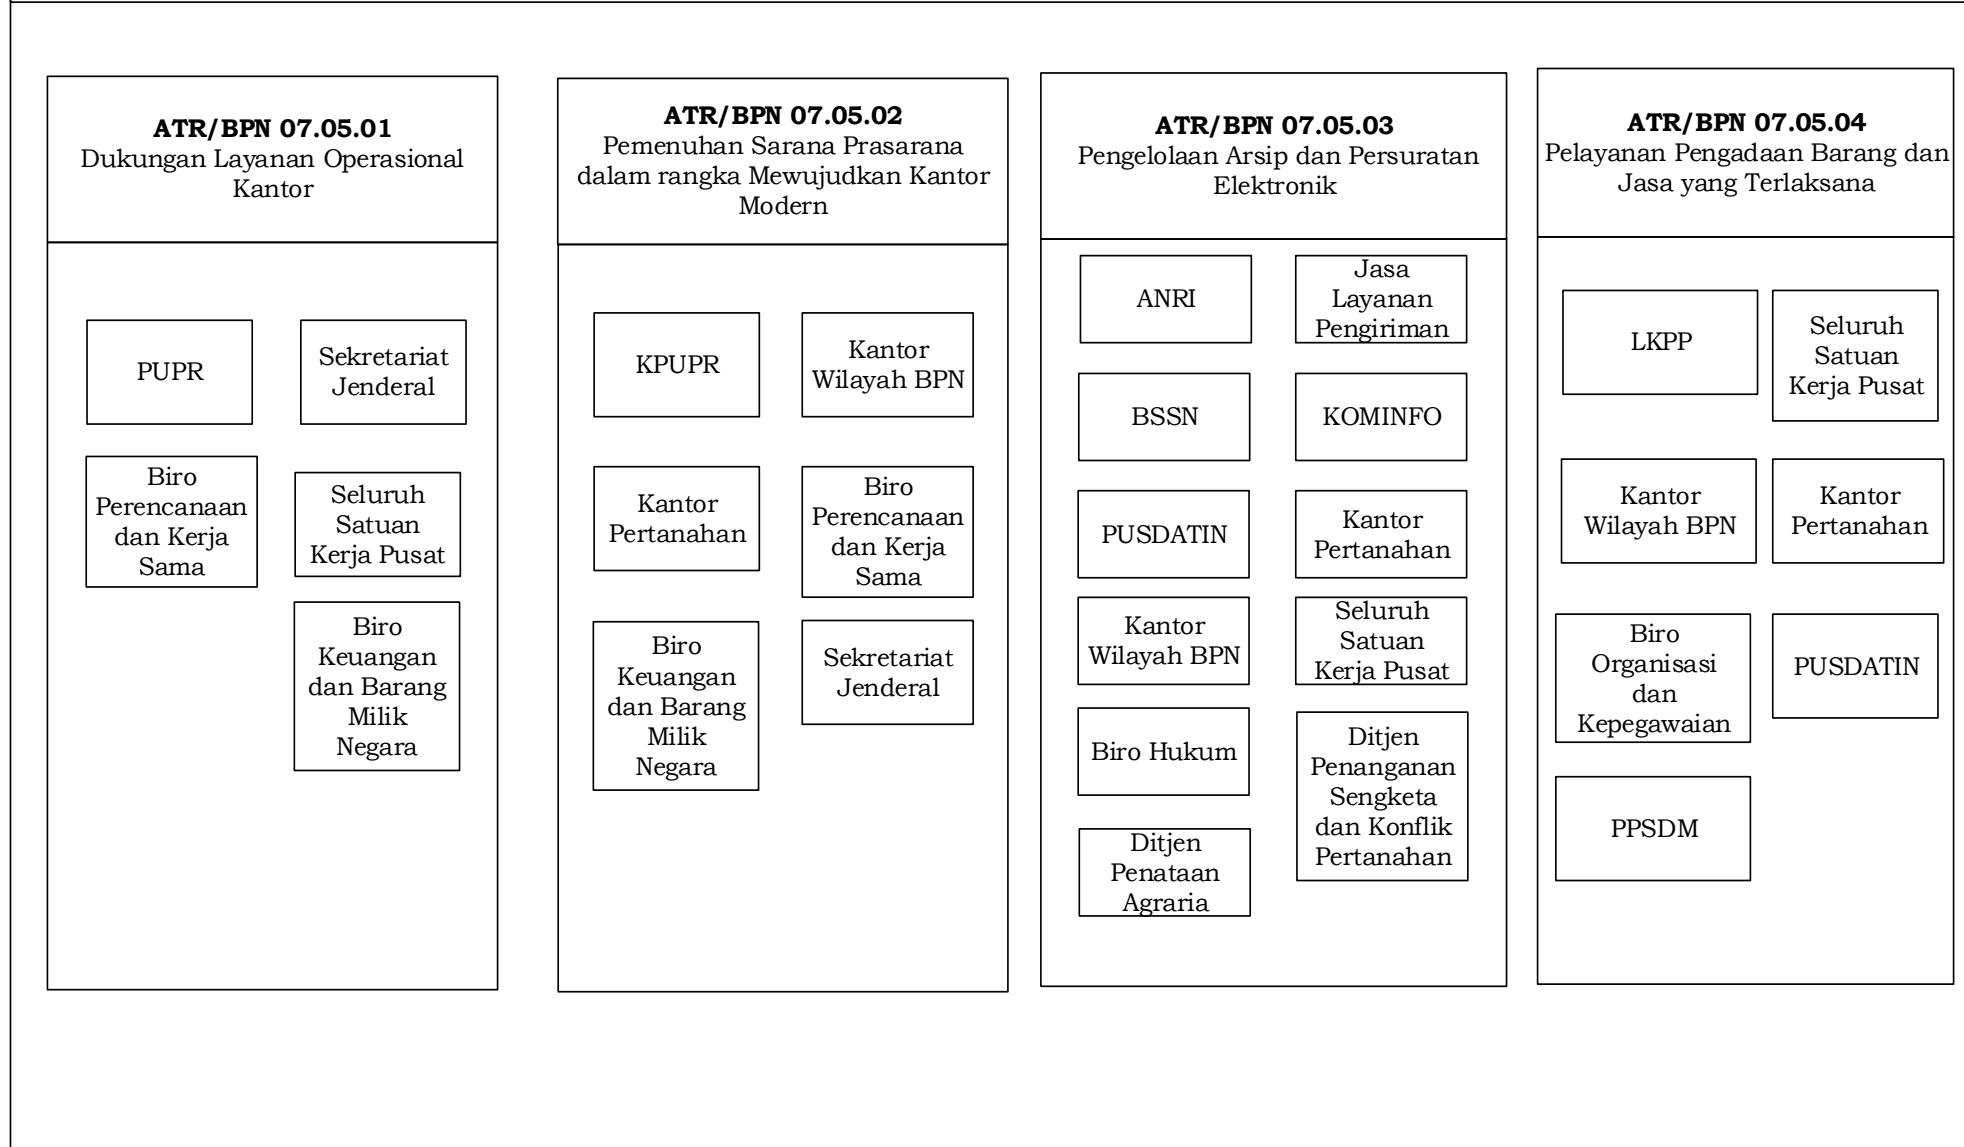 ATR/BPN 07.05.01
Dukungan Layanan Operasional
Kantor
PUPR
Sekretariat
Jenderal
Biro
Perencanaan
dan Kerja
Sama
Seluruh
Satuan
Kerja Pusat
Biro
Keuangan
dan Barang
Milik
Negara
ATR/BPN 07.05.02
Pemenuhan Sarana Prasarana
dalam rangka Mewujudkan Kantor
Modern
KPUPR
Kantor
Wilayah BPN
Kantor
Pertanahan
Biro
Perencanaan
dan Kerja
Sama
Biro
Keuangan
dan Barang
Milik
Negara
Sekretariat
Jenderal
ATR/BPN 07.05.03
Pengelolaan Arsip dan Persuratan
Elektronik
ANRI
Jasa
Layanan
Pengiriman
BSSN
KOMINFO
PUSDATIN
Kantor
Pertanahan
Kantor
Wilayah BPN
Seluruh
Satuan
Kerja Pusat
Biro Hukum
Ditjen
Penanganan
Sengketa
dan Konflik
Pertanahan
Ditjen
Penataan
Agraria
ATR/BPN 07.05.04
Pelayanan Pengadaan Barang dan
Jasa yang Terlaksana
LKPP
Seluruh
Satuan
Kerja Pusat
Kantor
Wilayah BPN
Kantor
Pertanahan
Biro
Organisasi
dan
Kepegawaian
PUSDATIN
PPSDM